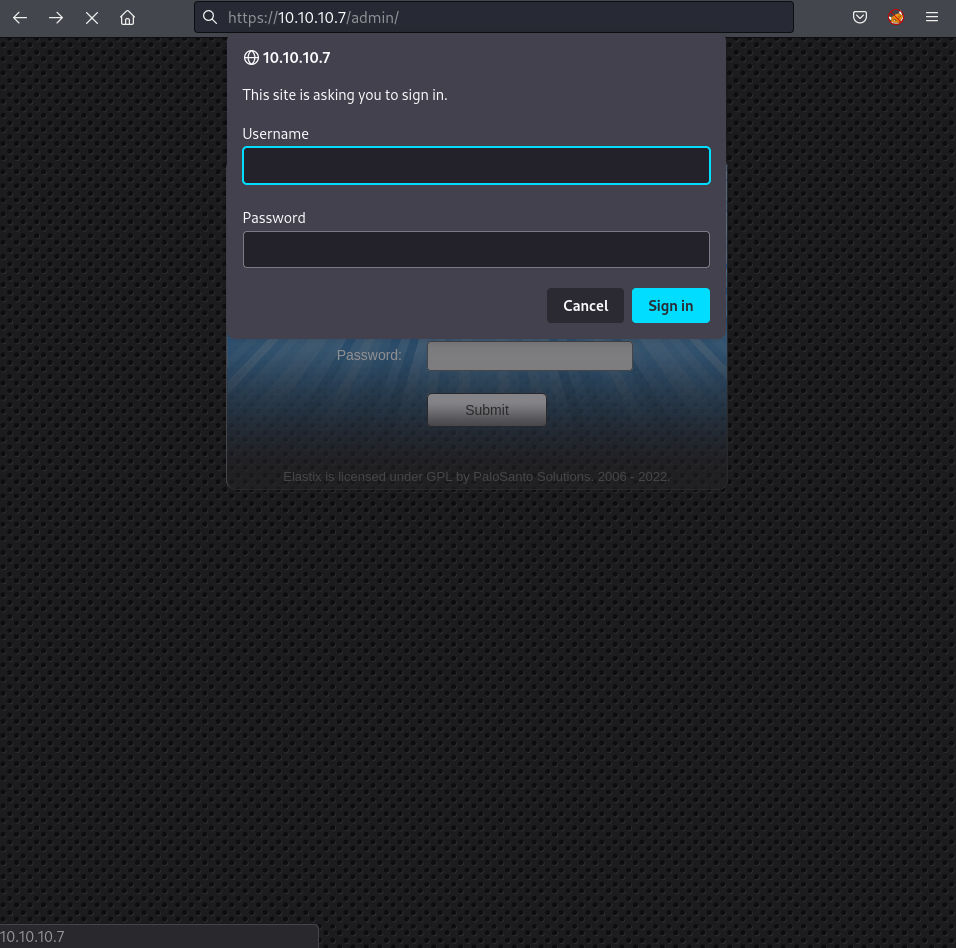 https://10.10.10.7/admin/
10.10.10.7
This site is asking you to sign in.
Username
Password
Cancel
Sign in
Password:
Submit
Elastix is licensed under GPL by PaloSanto Solutions. 2006 - 2022.
10.10.10.7